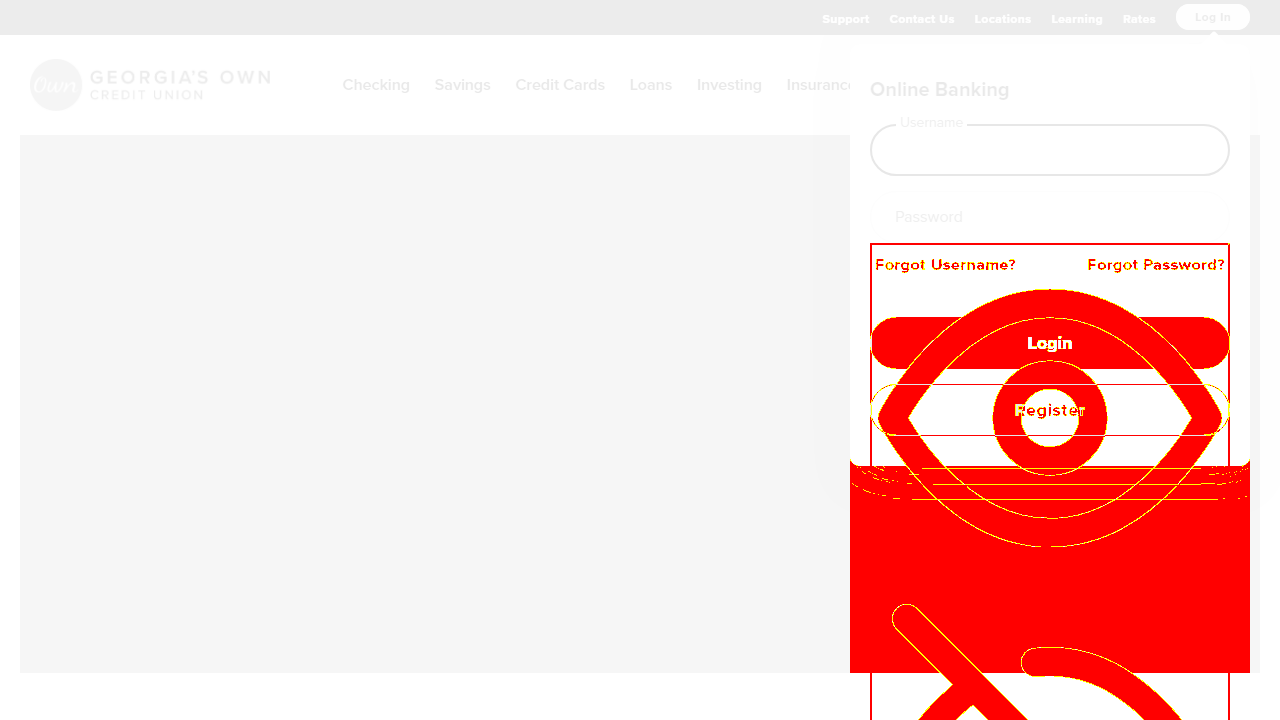 Support Contact Us Locations Learning Rates Log In
Own GEORGIA'S OWN
CREDIT UNION
Checking Savings Credit Cards Loans Investing
Online Banking
Username
Password
Forgot Username? Forgot Password?
Login
Register